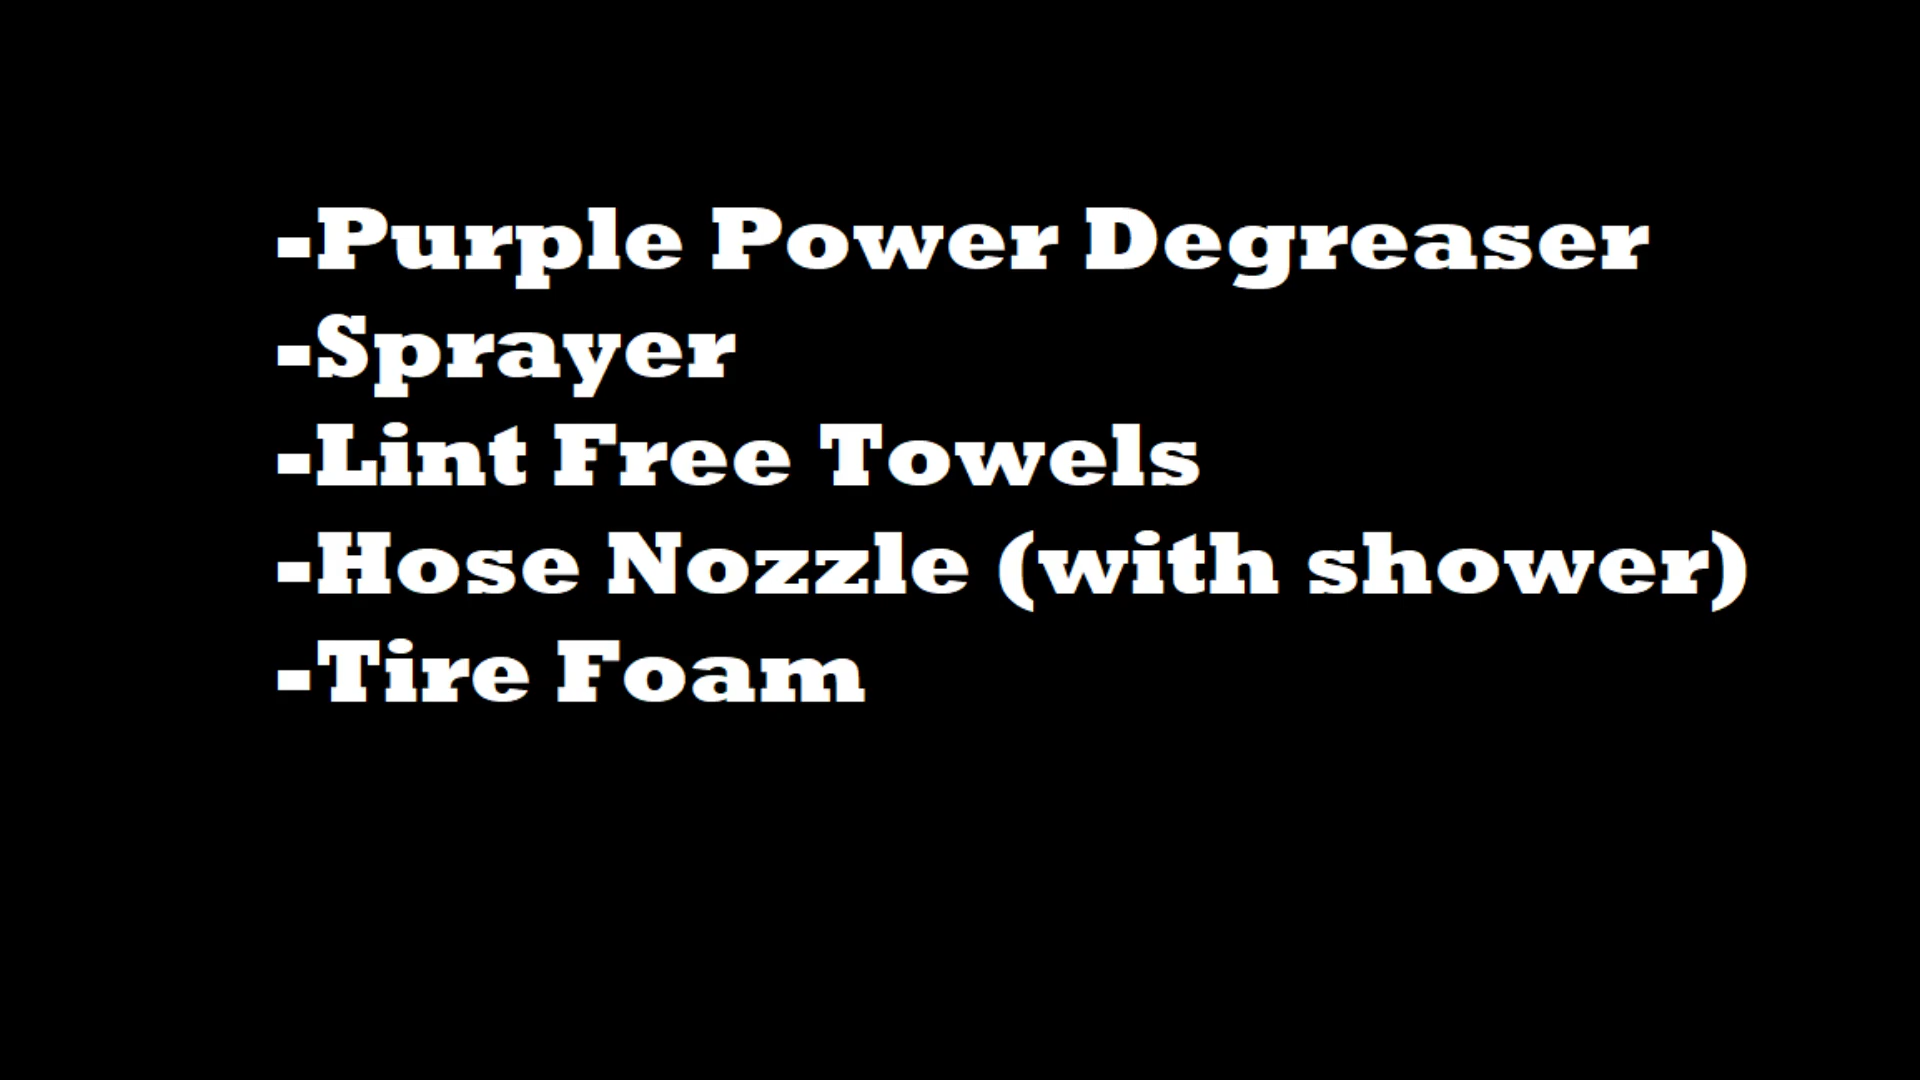 -Purple Power Degreaser
-Sprayer
-Lint Free Towels
-Hose Nozzle (with shower)
-Tire Foam